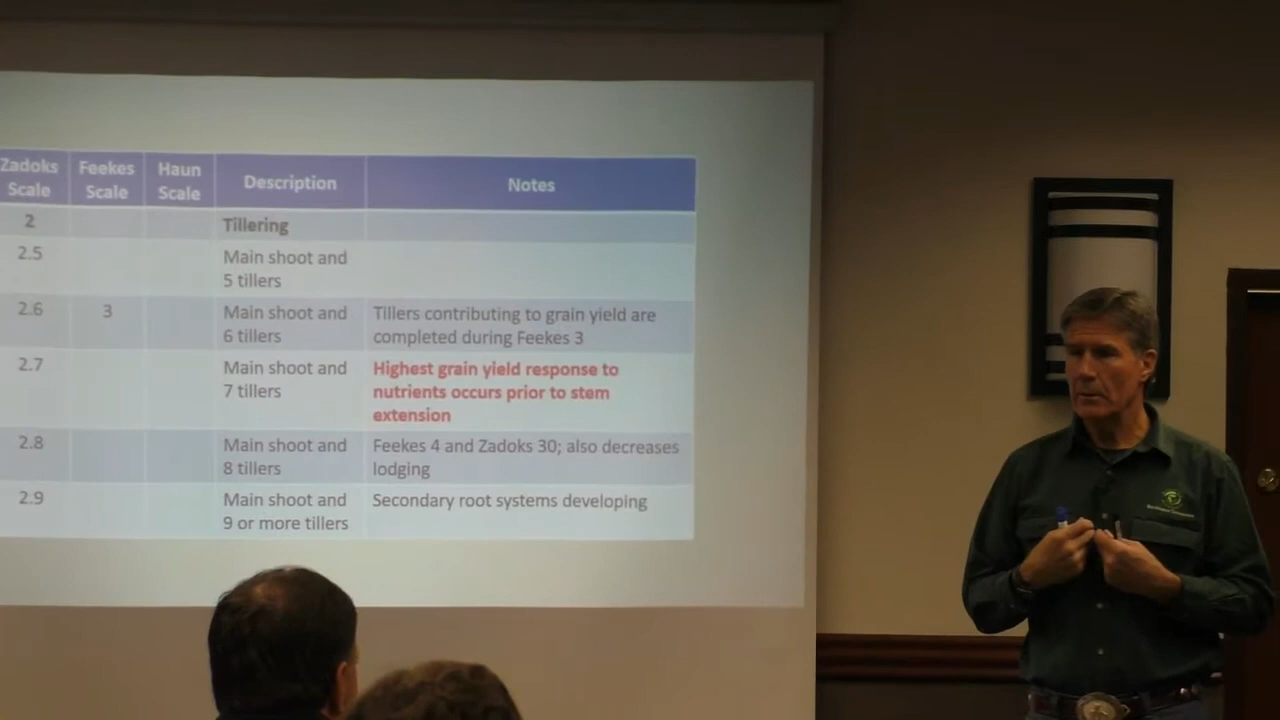 Zadoks Scale
Feekes Scale
Haun Scale
Description
Notes
2
Tillering
2.5
Main shoot and
5 tillers
2.6
3
Main shoot and
6 tillers
Tillers contributing to grain yield are
completed during Feekes 3
2.7
Main shoot and
7 tillers
Highest grain yield response to
nutrients occurs prior to stem
extension
2.8
Main shoot and
8 tillers
Feekes 4 and Zadoks 30; also decreases
lodging
2.9
Main shoot and
9 or more tillers
Secondary root systems developing